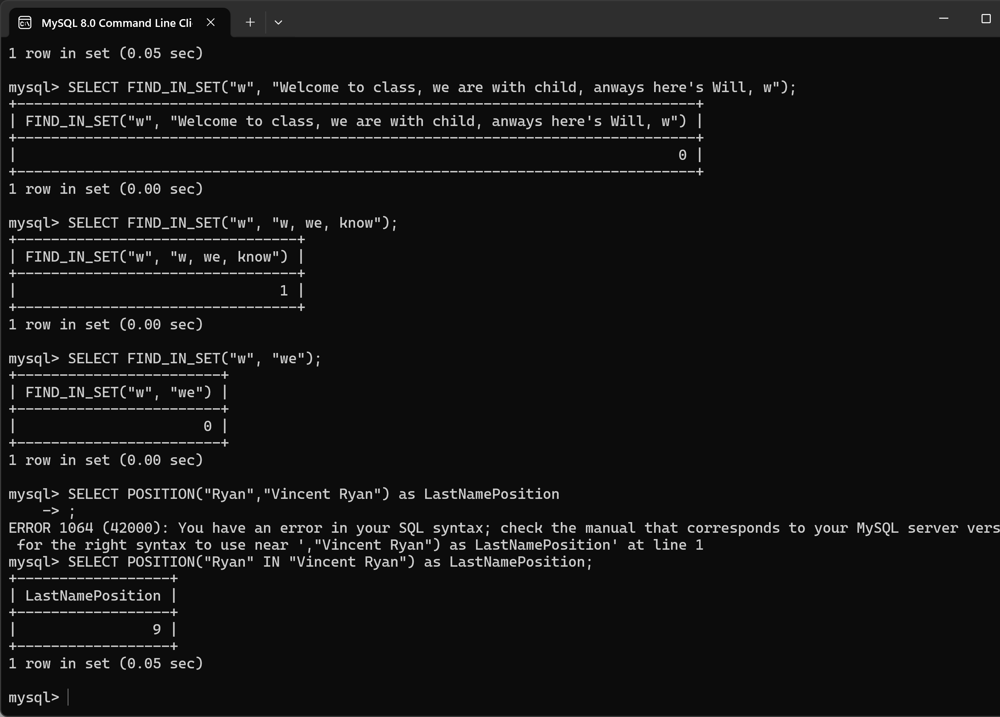 MySQL 8.0 Command Line Cli
1 row in set (0.05 sec)
mysql> SELECT FIND_IN_SET("w", "Welcome to class, we are with child, anways here's Will, w");
+--------------------------------------------------------------------------------+
| FIND_IN_SET("w", "Welcome to class, we are with child, anways here's Will, w") |
+--------------------------------------------------------------------------------+
|                                                                              0 |
+--------------------------------------------------------------------------------+
1 row in set (0.00 sec)
mysql> SELECT FIND_IN_SET("w", "w, we, know");
+---------------------------------+
| FIND_IN_SET("w", "w, we, know") |
+---------------------------------+
|                               1 |
+---------------------------------+
1 row in set (0.00 sec)
mysql> SELECT FIND_IN_SET("w", "we");
+------------------------+
| FIND_IN_SET("w", "we") |
+------------------------+
|                      0 |
+------------------------+
1 row in set (0.00 sec)
mysql> SELECT POSITION("Ryan","Vincent Ryan") as LastNamePosition
    -> ;
ERROR 1064 (42000): You have an error in your SQL syntax; check the manual that corresponds to your MySQL server vers
 for the right syntax to use near ',"Vincent Ryan") as LastNamePosition' at line 1
mysql> SELECT POSITION("Ryan" IN "Vincent Ryan") as LastNamePosition;
+------------------+
| LastNamePosition |
+------------------+
|                9 |
+------------------+
1 row in set (0.05 sec)
mysql>